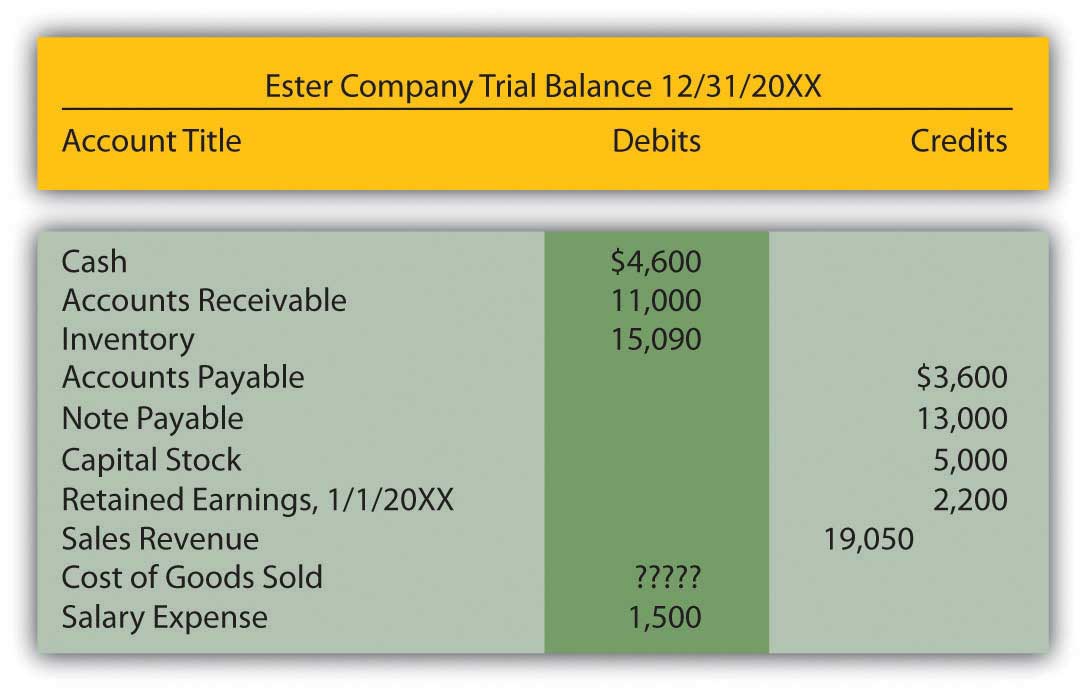 Ester Company Trial Balance 12/31/20XX
Account Title Debits Credits
Cash $4,600
Accounts Receivable 11,000
Inventory 15,090
Accounts Payable $3,600
Note Payable 13,000
Capital Stock 5,000
Retained Earnings, 1/1/20XX 2,200
Sales Revenue 19,050
Cost of Goods Sold ?????
Salary Expense 1,500